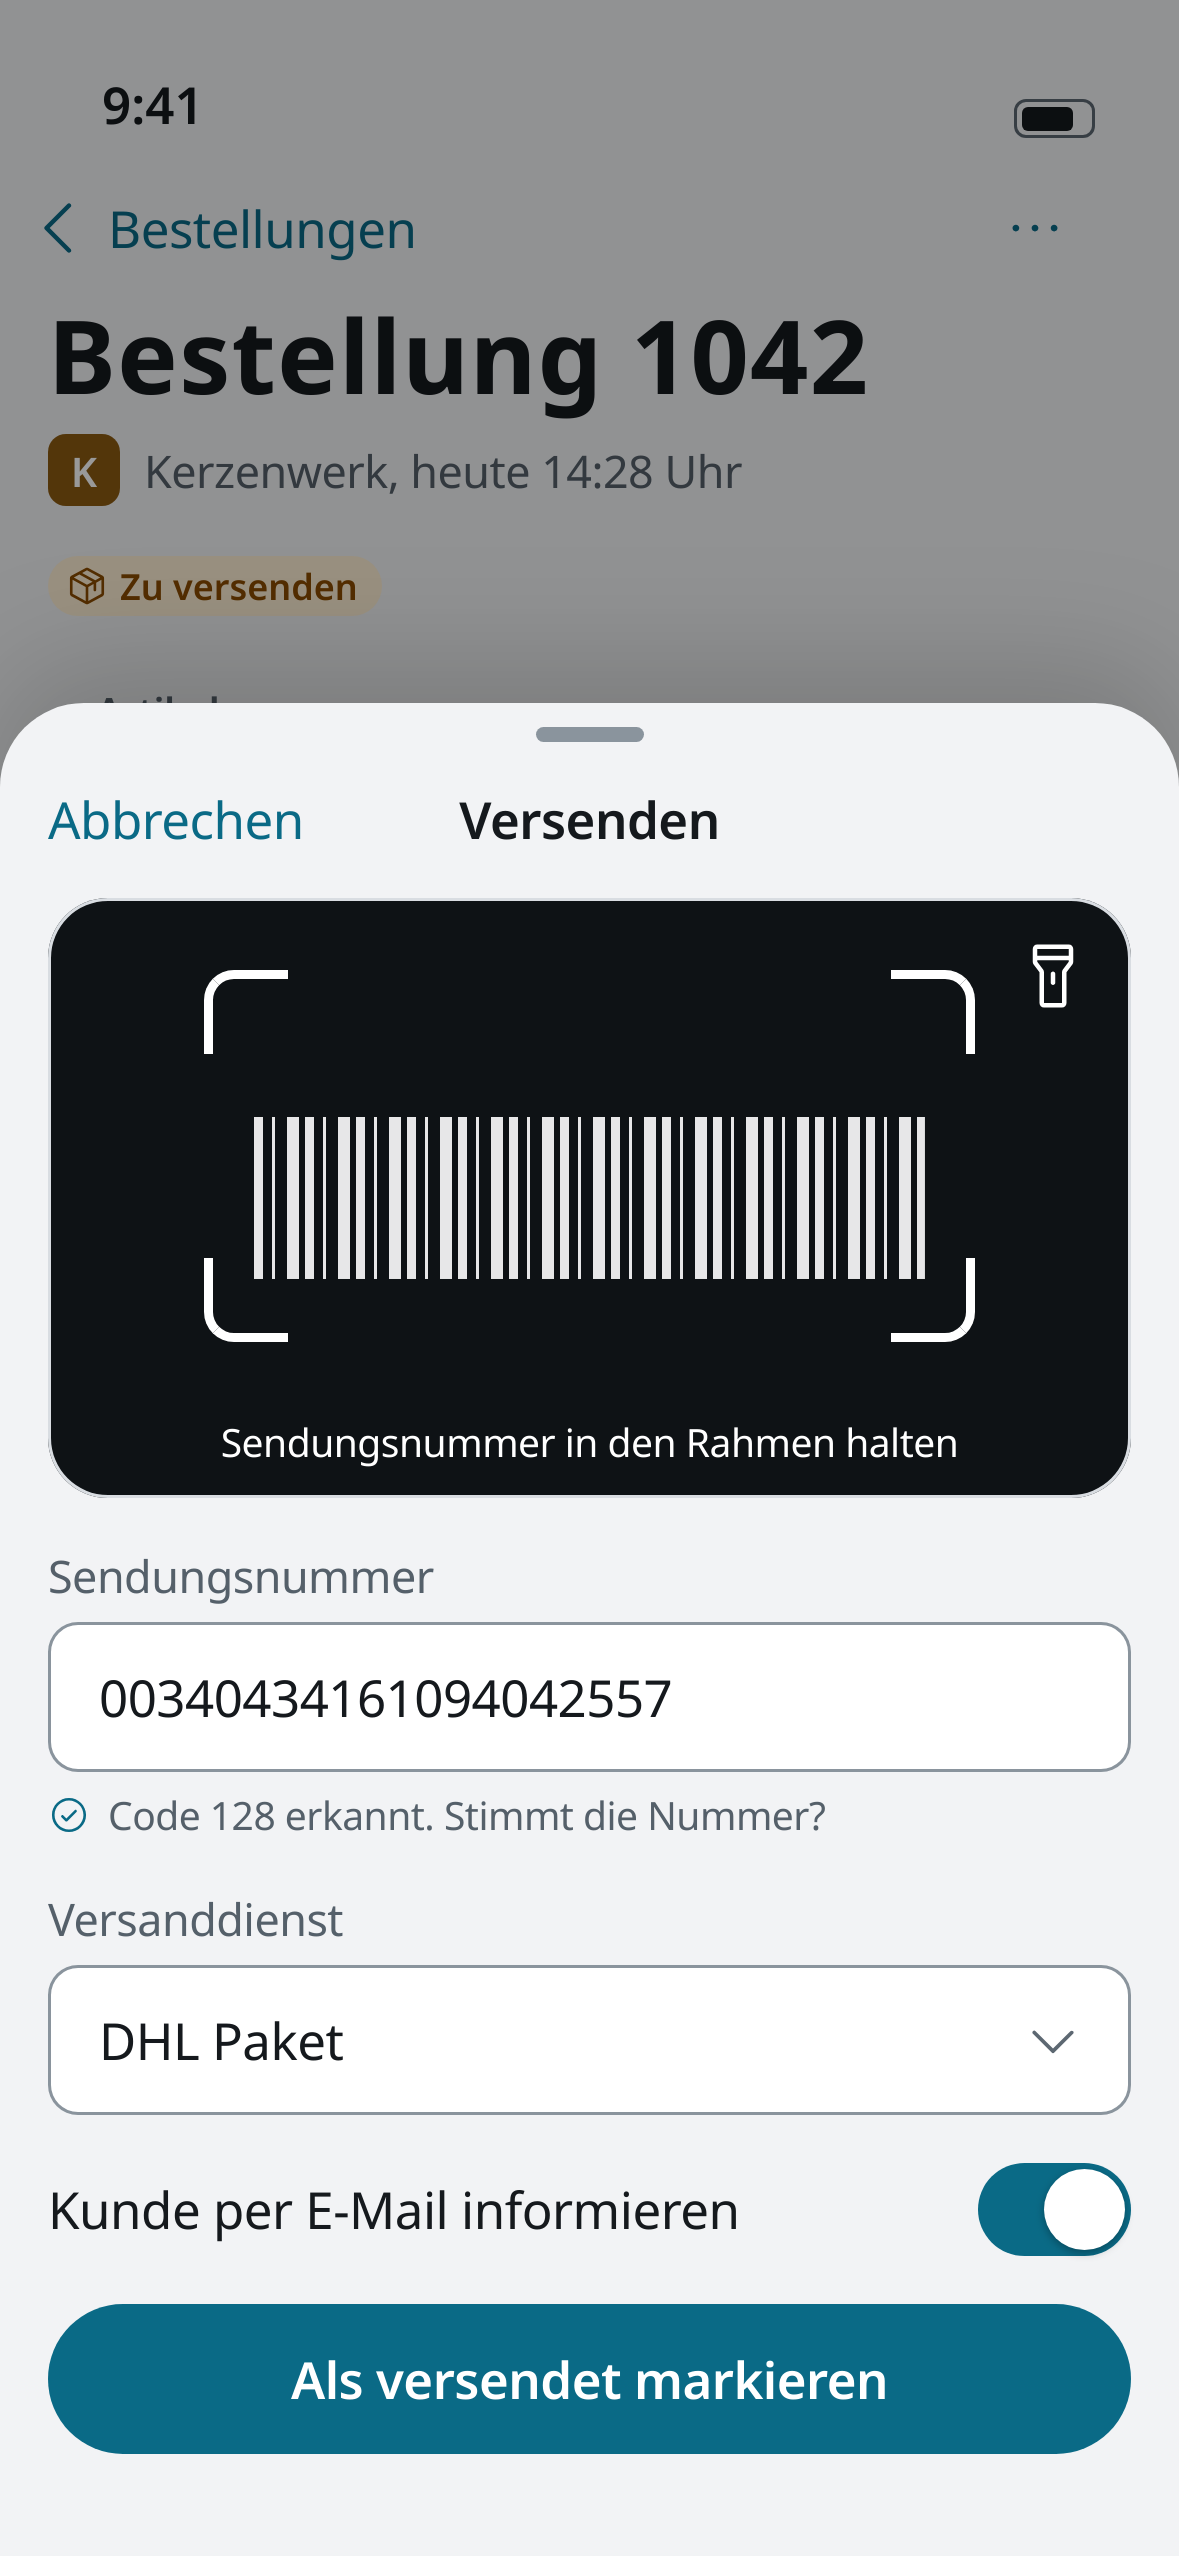 9:41
Bestellungen
Bestellung 1042
K Kerzenwerk, heute 14:28 Uhr
Zu versenden
Abbrechen Versenden
Sendungsnummer in den Rahmen halten
Sendungsnummer
00340434161094042557
Code 128 erkannt. Stimmt die Nummer?
Versanddienst
DHL Paket
Kunde per E-Mail informieren
Als versendet markieren